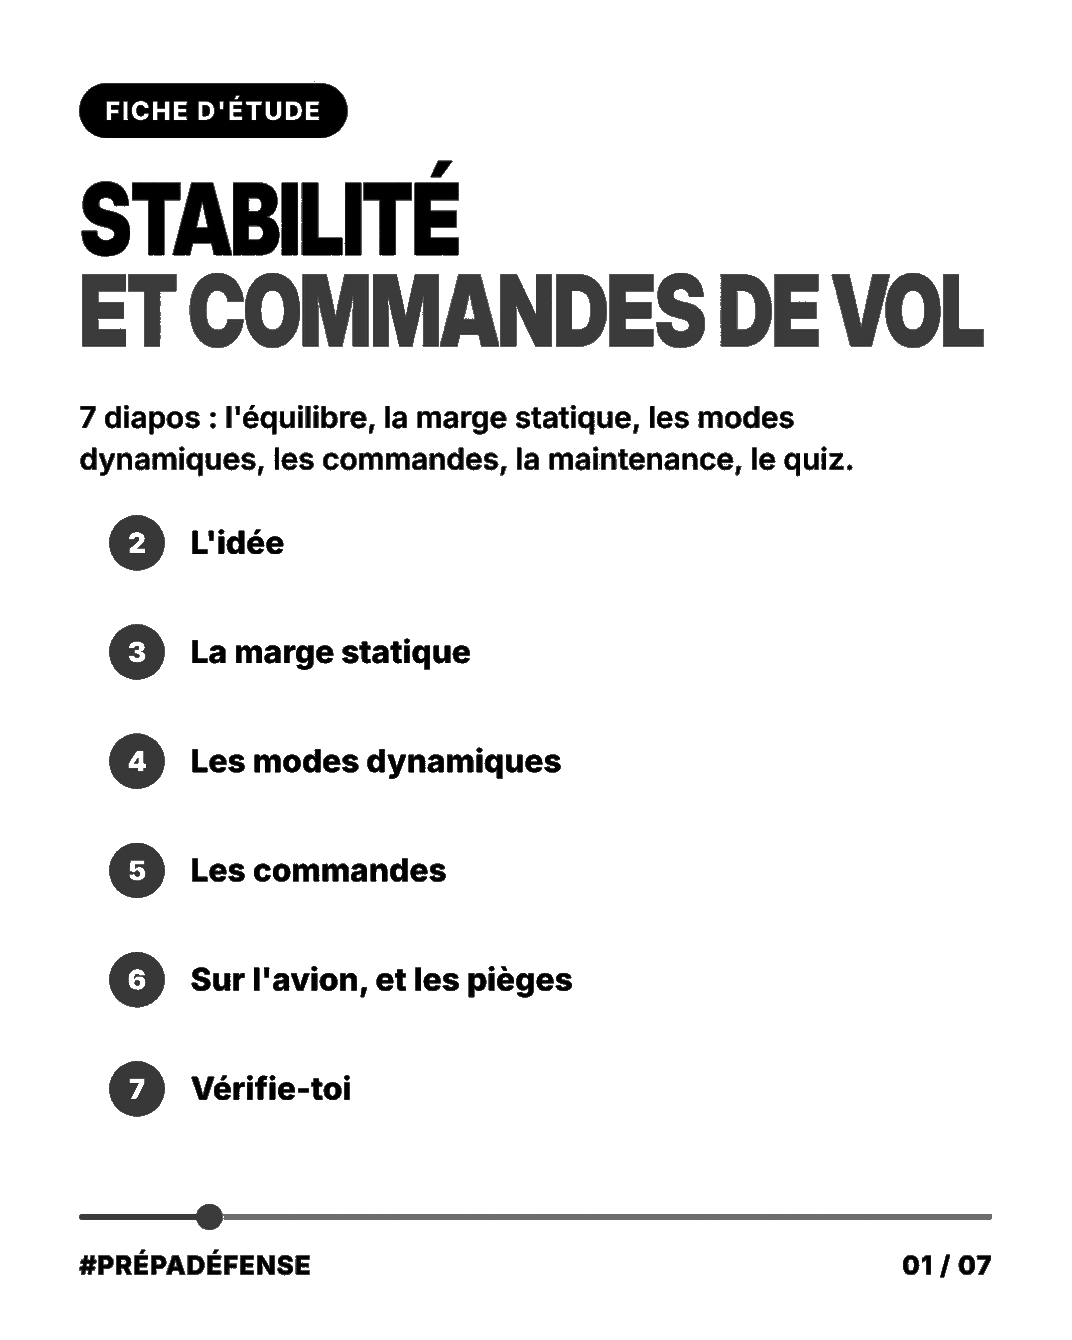 FICHE D'ÉTUDE
STABILITÉ
ET COMMANDES DE VOL
7 diapos : l'équilibre, la marge statique, les modes
dynamiques, les commandes, la maintenance, le quiz.
2 L'idée
3 La marge statique
4 Les modes dynamiques
5 Les commandes
6 Sur l'avion, et les pièges
7 Vérifie-toi
#PRÉPADÉFENSE
01 / 07